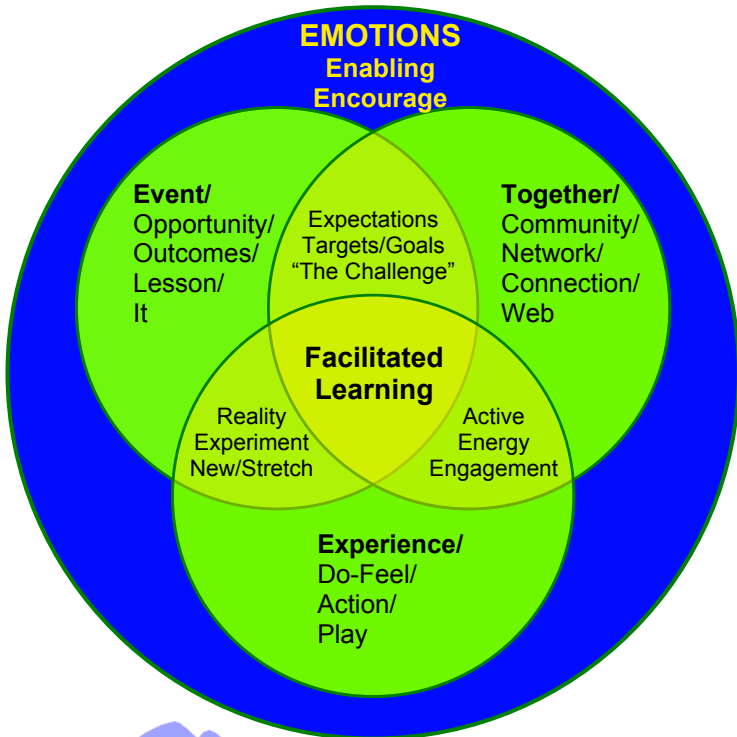 EMOTIONS
Enabling
Encourage
Event/
Opportunity/
Outcomes/
Lesson/
It
Expectations
Targets/Goals
“The Challenge”
Together/
Community/
Network/
Connection/
Web
Facilitated
Learning
Reality
Experiment
New/Stretch
Active
Energy
Engagement
Experience/
Do-Feel/
Action/
Play